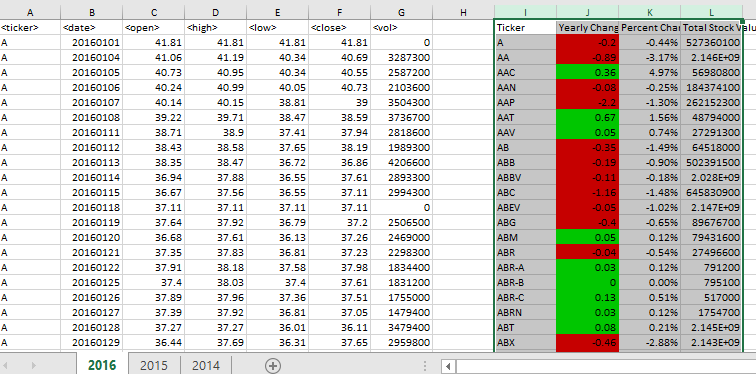 A B C D E F G H I J K L
<ticker> <date> <open> <high> <low> <close> <vol> Ticker Yearly Chang Percent Chan Total Stock Valu
A 20160101 41.81 41.81 41.81 41.81 0 A -0.2 -0.44% 527360100
A 20160104 41.06 41.19 40.34 40.69 3287300 AA -0.89 -3.17% 2.146E+09
A 20160105 40.73 40.95 40.34 40.55 2587200 AAC 0.36 4.97% 56980800
A 20160106 40.24 40.99 40.05 40.73 2103600 AAN -0.08 -0.25% 184374100
A 20160107 40.14 40.15 38.81 39 3504300 AAP -2.2 -1.30% 262152300
A 20160108 39.22 39.71 38.47 38.59 3736700 AAT 0.67 1.56% 48794000
A 20160111 38.71 38.9 37.41 37.94 2818600 AAV 0.05 0.74% 27291300
A 20160112 38.43 38.58 37.65 38.19 1989300 AB -0.35 -1.49% 64518000
A 20160113 38.35 38.47 36.72 36.86 4206600 ABB -0.19 -0.90% 502391500
A 20160114 36.94 37.88 36.55 37.61 2893300 ABBV -0.11 -0.18% 2.028E+09
A 20160115 36.67 37.56 36.55 37.11 2994300 ABC -1.16 -1.48% 645830900
A 20160118 37.11 37.11 37.11 37.11 0 ABEV -0.05 -1.02% 2.147E+09
A 20160119 37.64 37.92 36.79 37.2 2506500 ABG -0.4 -0.65% 89676700
A 20160120 36.68 37.61 36.13 37.26 2469000 ABM 0.05 0.12% 79431600
A 20160121 37.35 37.83 36.81 37.23 2298300 ABR -0.04 -0.54% 27496600
A 20160122 37.91 38.18 37.58 37.98 1834400 ABR-A 0.03 0.12% 791200
A 20160125 37.4 38.03 37.4 37.61 1831200 ABR-B 0 0.00% 795100
A 20160126 37.89 37.96 37.36 37.51 1755000 ABR-C 0.13 0.51% 517000
A 20160127 37.39 37.92 36.81 37.05 1479400 ABRN 0.03 0.12% 1754700
A 20160128 37.27 37.27 36.01 36.11 3479400 ABT 0.08 0.21% 2.145E+09
A 20160129 36.44 37.69 36.31 37.65 2959800 ABX -0.46 -2.88% 2.143E+09
2016 2015 2014